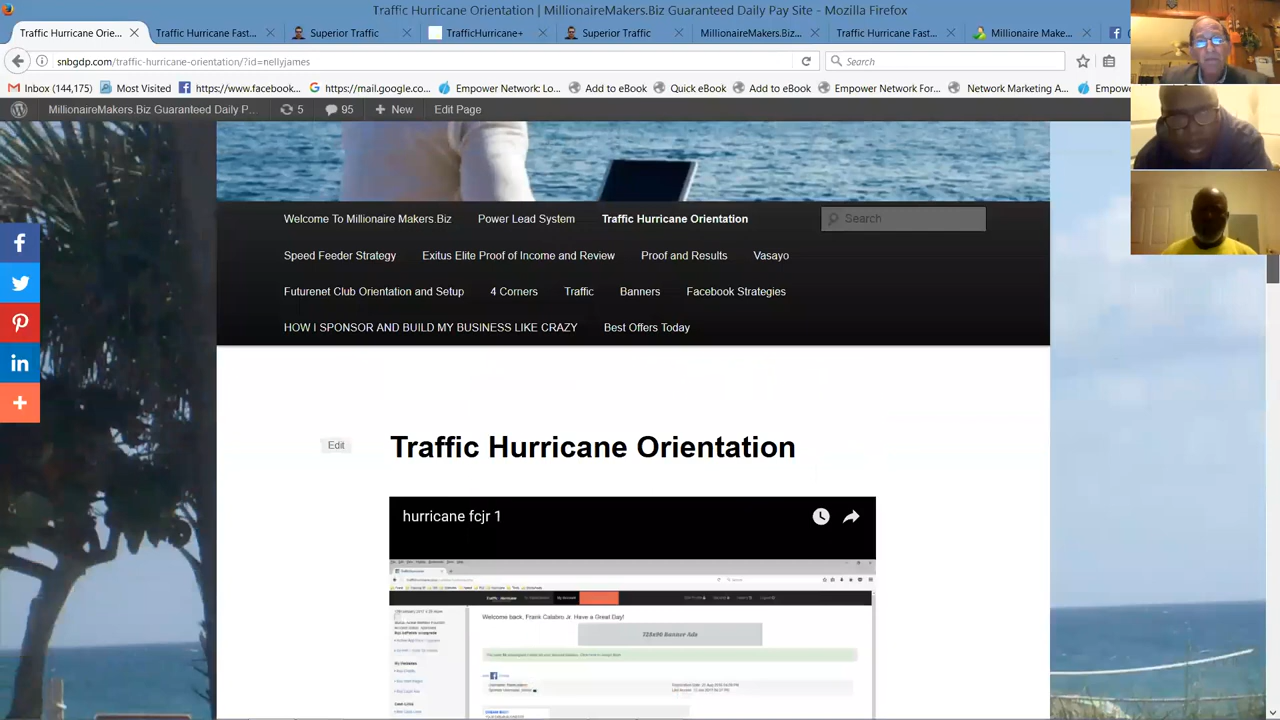 Traffic Hurricane Orientation | MillionaireMakers.Biz Guaranteed Daily Pay Site - Mozilla Firefox
Traffic Hurricane Orie... Traffic Hurricane Fast... Superior Traffic TrafficHurricane+ Superior Traffic MillionaireMakers.Biz... Traffic Hurricane Fast... Millionaire Make...
snbgdp.com/traffic-hurricane-orientation/?id=nellyjames Search
Inbox (144,175) Most Visited https://www.facebook... https://mail.google.co... Empower Network: Lo... Add to eBook Quick eBook Add to eBook Empower Network For... Network Marketing A... Empowe
MillionaireMakers.Biz Guaranteed Daily P... 5 95 + New Edit Page
Welcome To Millionaire Makers.Biz Power Lead System Traffic Hurricane Orientation Search
Speed Feeder Strategy Exitus Elite Proof of Income and Review Proof and Results Vasayo
Futurenet Club Orientation and Setup 4 Corners Traffic Banners Facebook Strategies
HOW I SPONSOR AND BUILD MY BUSINESS LIKE CRAZY Best Offers Today
Edit Traffic Hurricane Orientation
hurricane fcjr 1
Welcome back, Frank Calabro Jr. Have a Great Day!
728x90 Banner Ads